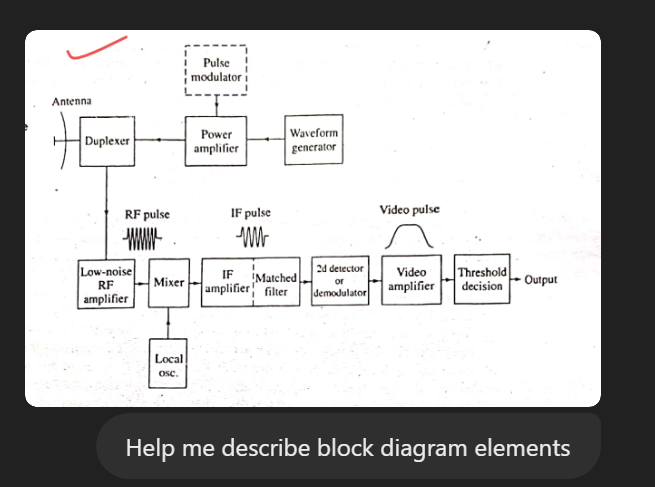 Pulse
modulator
Antenna
Duplexer
Power
amplifier
Waveform
generator
RF pulse
IF pulse
Video pulse
Low-noise
RF
amplifier
Mixer
IF
amplifier
Matched
filter
2d detector
or
demodulator
Video
amplifier
Threshold
decision
Output
Local
osc.
Help me describe block diagram elements